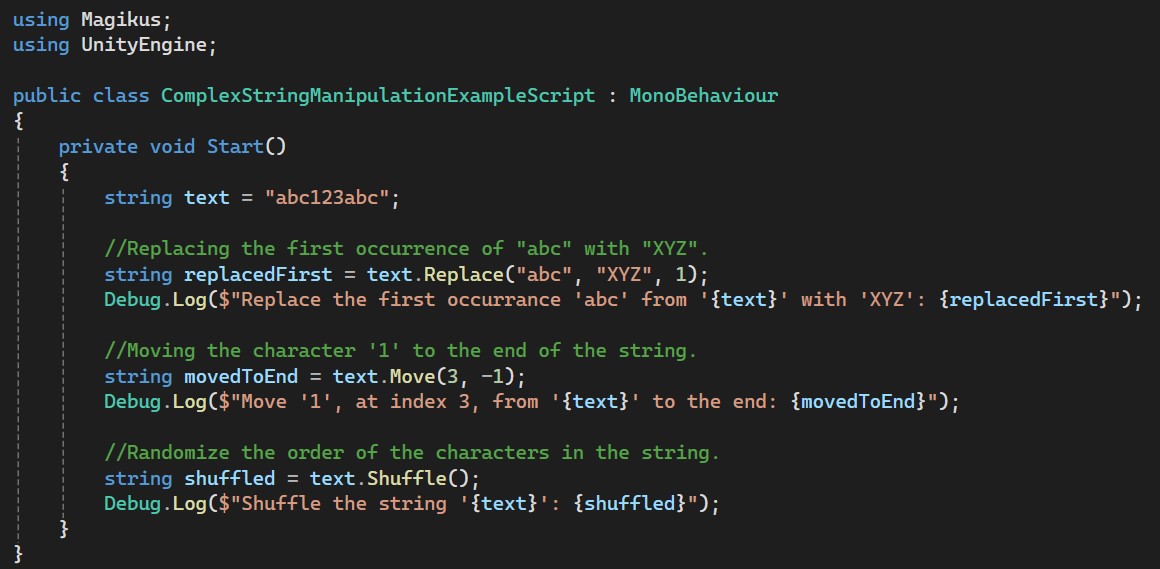 using Magikus;
using UnityEngine;

public class ComplexStringManipulationExampleScript : MonoBehaviour
{
    private void Start()
    {
        string text = "abc123abc";

        //Replacing the first occurrence of "abc" with "XYZ".
        string replacedFirst = text.Replace("abc", "XYZ", 1);
        Debug.Log($"Replace the first occurrance 'abc' from '{text}' with 'XYZ': {replacedFirst}");

        //Moving the character '1' to the end of the string.
        string movedToEnd = text.Move(3, -1);
        Debug.Log($"Move '1', at index 3, from '{text}' to the end: {movedToEnd}");

        //Randomize the order of the characters in the string.
        string shuffled = text.Shuffle();
        Debug.Log($"Shuffle the string '{text}': {shuffled}");
    }
}